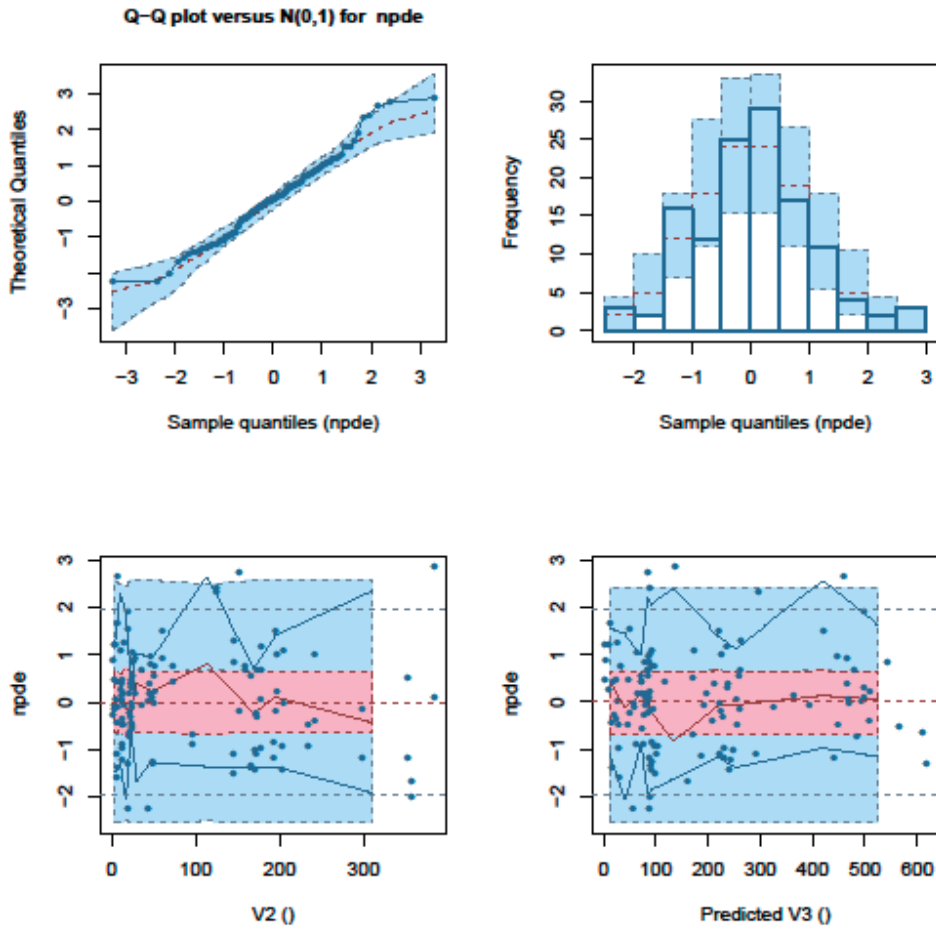 Q−Q plot versus N(0,1) for npde
Theoretical Quantiles
3
2
1
0
−1
−3
−3 −2 −1 0 1 2 3
Sample quantiles (npde)
Frequency
30
25
20
15
10
5
0
−2 −1 0 1 2 3
Sample quantiles (npde)
npde
3
2
1
0
−1
−2
0 100 200 300
V2 ()
npde
3
2
1
0
−1
−2
0 100 200 300 400 500 600
Predicted V3 ()